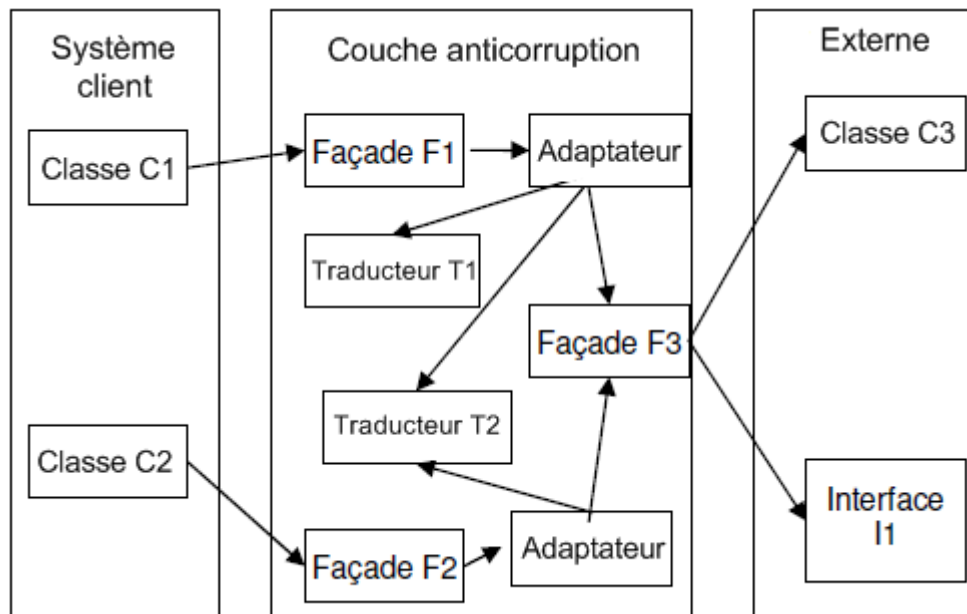 Système
client
Classe C1
Classe C2
Couche anticorruption
Façade F1
Adaptateur
Traducteur T1
Façade F3
Traducteur T2
Façade F2
Adaptateur
Externe
Classe C3
Interface
I1